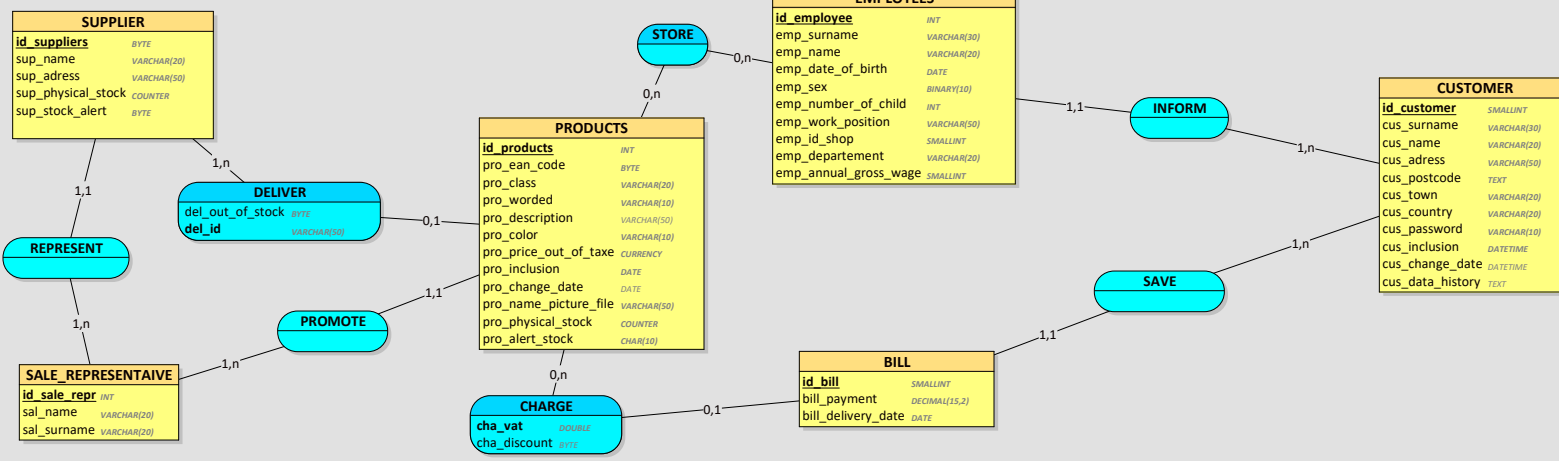 SUPPLIER
id_suppliers BYTE
sup_name VARCHAR(20)
sup_adress VARCHAR(50)
sup_physical_stock COUNTER
sup_stock_alert BYTE
1,1
1,n
DELIVER
del_out_of_stock BYTE
del_id VARCHAR(50)
0,1
REPRESENT
1,n
PROMOTE
1,1
1,n
SALE_REPRESENTAIVE
id_sale_repr INT
sal_name VARCHAR(20)
sal_surname VARCHAR(20)
STORE
0,n
0,n
PRODUCTS
id_products INT
pro_ean_code BYTE
pro_class VARCHAR(20)
pro_worded VARCHAR(10)
pro_description VARCHAR(50)
pro_color VARCHAR(10)
pro_price_out_of_taxe CURRENCY
pro_inclusion DATE
pro_change_date DATE
pro_name_picture_file VARCHAR(50)
pro_physical_stock COUNTER
pro_alert_stock CHAR(10)
0,n
CHARGE
cha_vat DOUBLE
cha_discount BYTE
0,1
EMPLOYEES
id_employee INT
emp_surname VARCHAR(30)
emp_name VARCHAR(20)
emp_date_of_birth DATE
emp_sex BINARY(10)
emp_number_of_child INT
emp_work_position VARCHAR(50)
emp_id_shop SMALLINT
emp_departement VARCHAR(20)
emp_annual_gross_wage SMALLINT
1,1
INFORM
1,n
CUSTOMER
id_customer SMALLINT
cus_surname VARCHAR(30)
cus_name VARCHAR(20)
cus_adress VARCHAR(50)
cus_postcode TEXT
cus_town VARCHAR(20)
cus_country VARCHAR(20)
cus_password VARCHAR(10)
cus_inclusion DATETIME
cus_change_date DATETIME
cus_data_history TEXT
1,n
SAVE
1,1
BILL
id_bill SMALLINT
bill_payment DECIMAL(15,2)
bill_delivery_date DATE